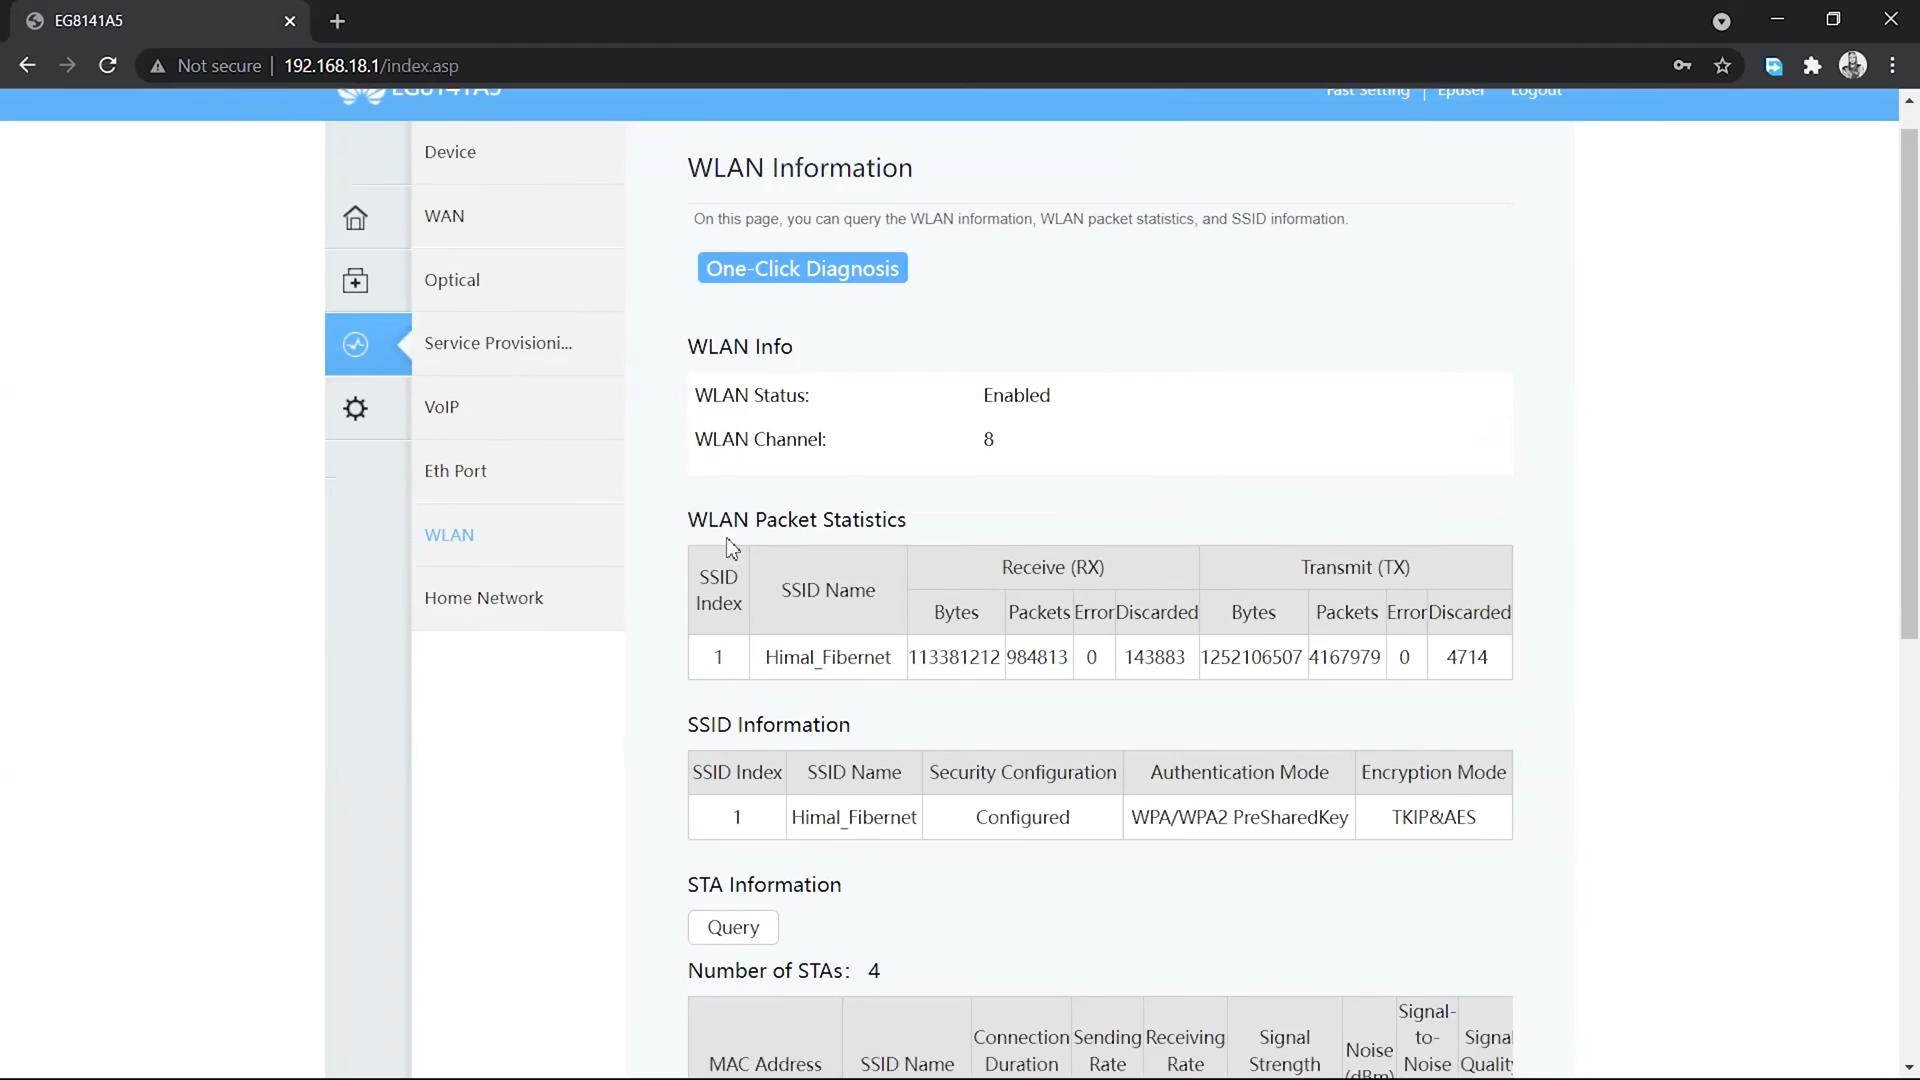 EG8141A5
Not secure | 192.168.18.1/index.asp
EG8141A5
Fast Setting | Epuser Logout
Device
WAN
Optical
Service Provisioni...
VoIP
Eth Port
WLAN
Home Network
WLAN Information
On this page, you can query the WLAN information, WLAN packet statistics, and SSID information.
One-Click Diagnosis
WLAN Info
WLAN Status: Enabled
WLAN Channel: 8
WLAN Packet Statistics
SSID Index SSID Name Receive (RX) Transmit (TX)
Bytes Packets Error Discarded Bytes Packets Error Discarded
1 Himal_Fibernet 113381212 984813 0 143883 1252106507 4167979 0 4714
SSID Information
SSID Index SSID Name Security Configuration Authentication Mode Encryption Mode
1 Himal_Fibernet Configured WPA/WPA2 PreSharedKey TKIP&AES
STA Information
Query
Number of STAs: 4
MAC Address SSID Name Connection Duration Sending Rate Receiving Rate Signal Strength Noise (dBm) Signal-to-Noise Signal Quality